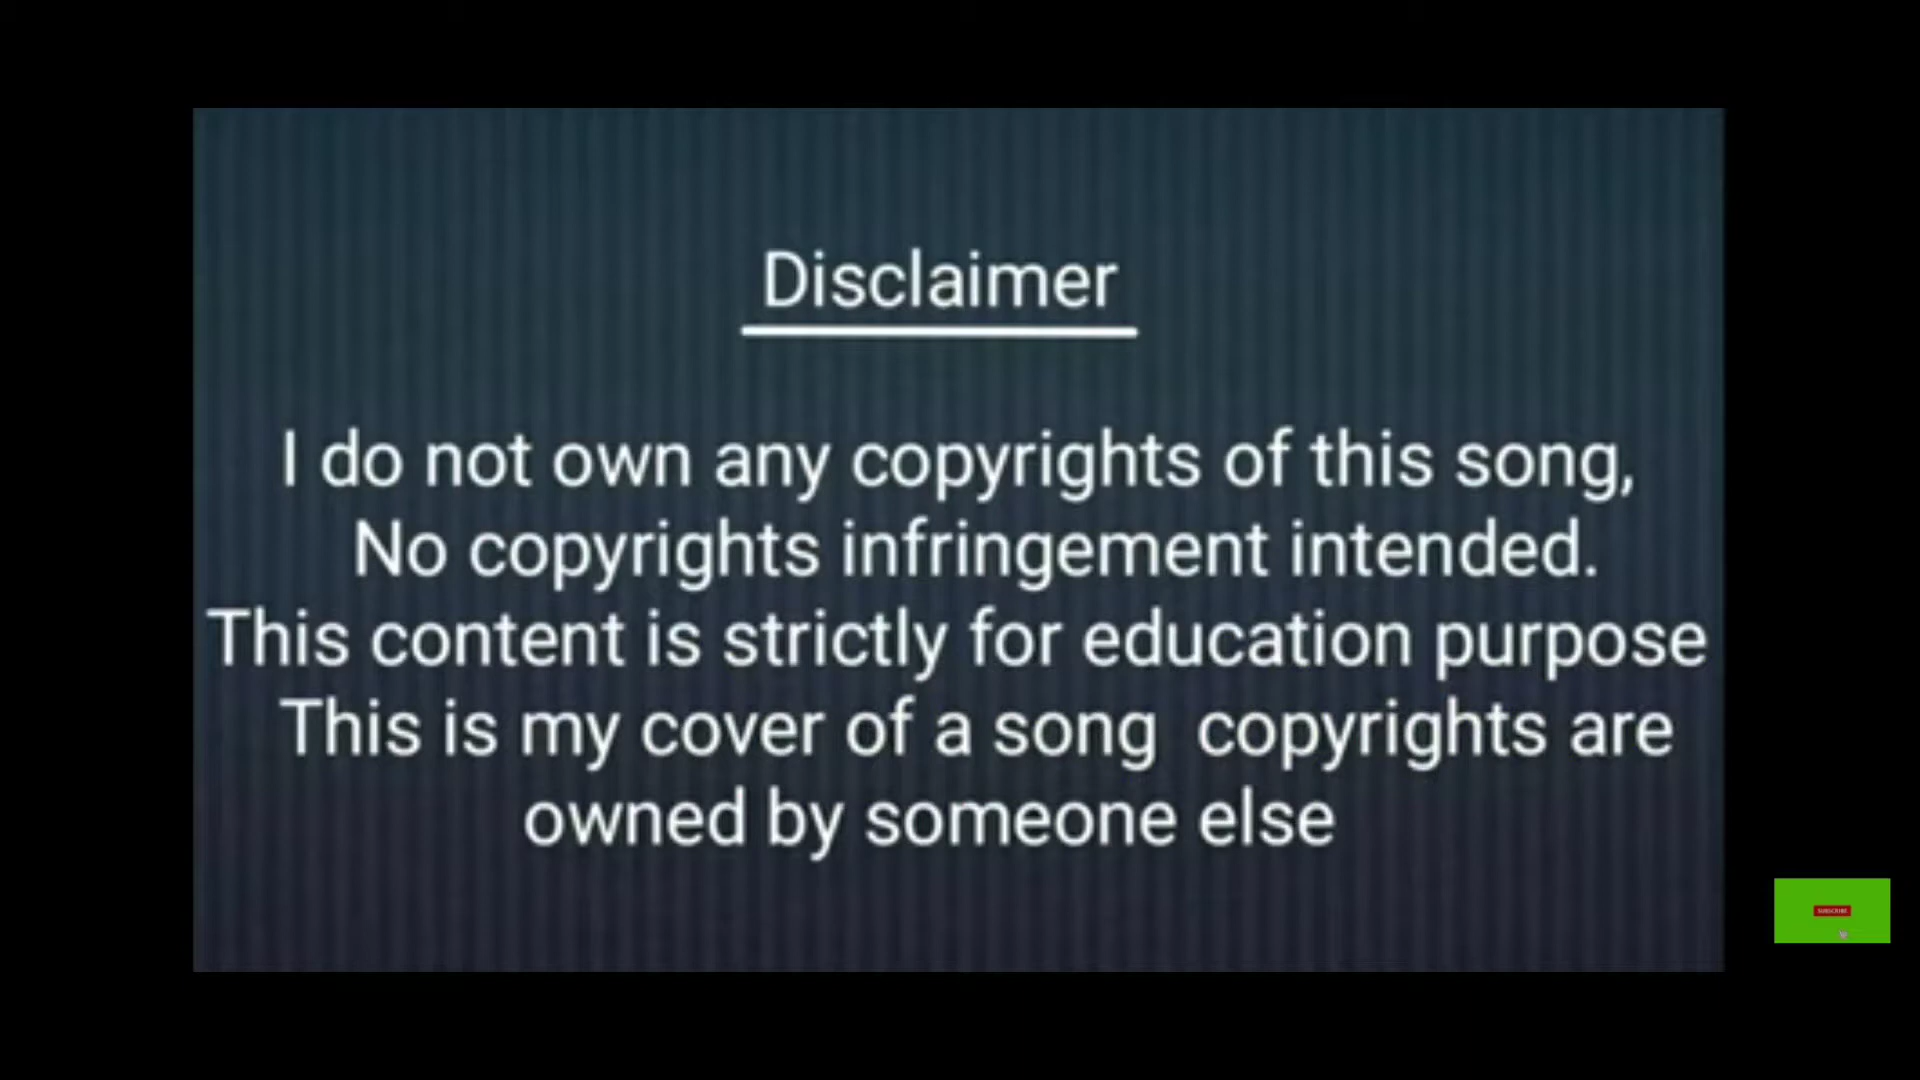 Disclaimer
I do not own any copyrights of this song,
No copyrights infringement intended.
This content is strictly for education purpose
This is my cover of a song  copyrights are
owned by someone else
SUBSCRIBE